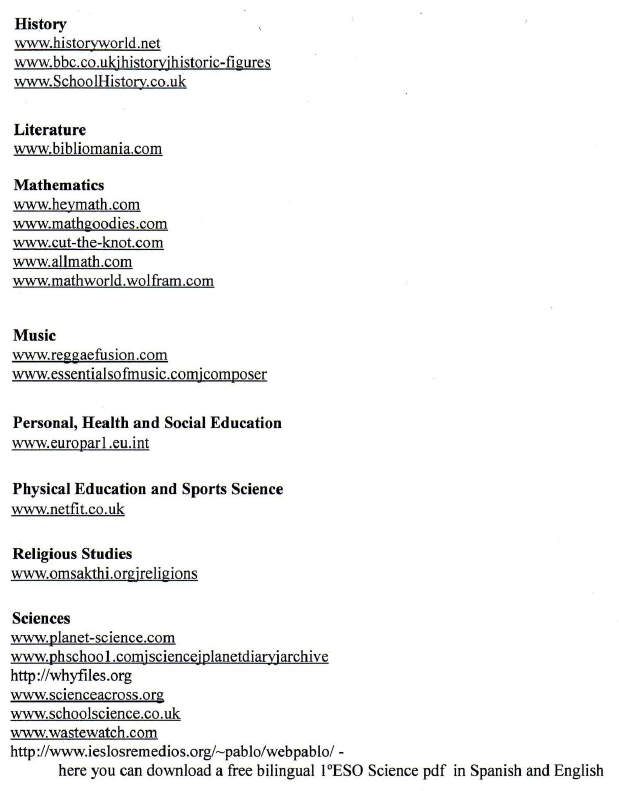 History
www.historyworld.net
www.bbc.co.ukjhistoryjhistoric-figures
www.SchoolHistory.co.uk
Literature
www.bibliomania.com
Mathematics
www.heymath.com
www.mathgoodies.com
www.cut-the-knot.com
www.allmath.com
www.mathworld.wolfram.com
Music
www.reggaefusion.com
www.essentialsofmusic.comjcomposer
Personal, Health and Social Education
www.europar1.eu.int
Physical Education and Sports Science
www.netfit.co.uk
Religious Studies
www.omsakthi.orgjreligions
Sciences
www.planet-science.com
www.phschoo1.comjsciencejplanetdiaryjarchive
http://whyfiles.org
www.scienceacross.org
www.schoolscience.co.uk
www.wastewatch.com
http://www.ieslosremedios.org/~pablo/webpablo/ -
here you can download a free bilingual 1ºESO Science pdf in Spanish and English